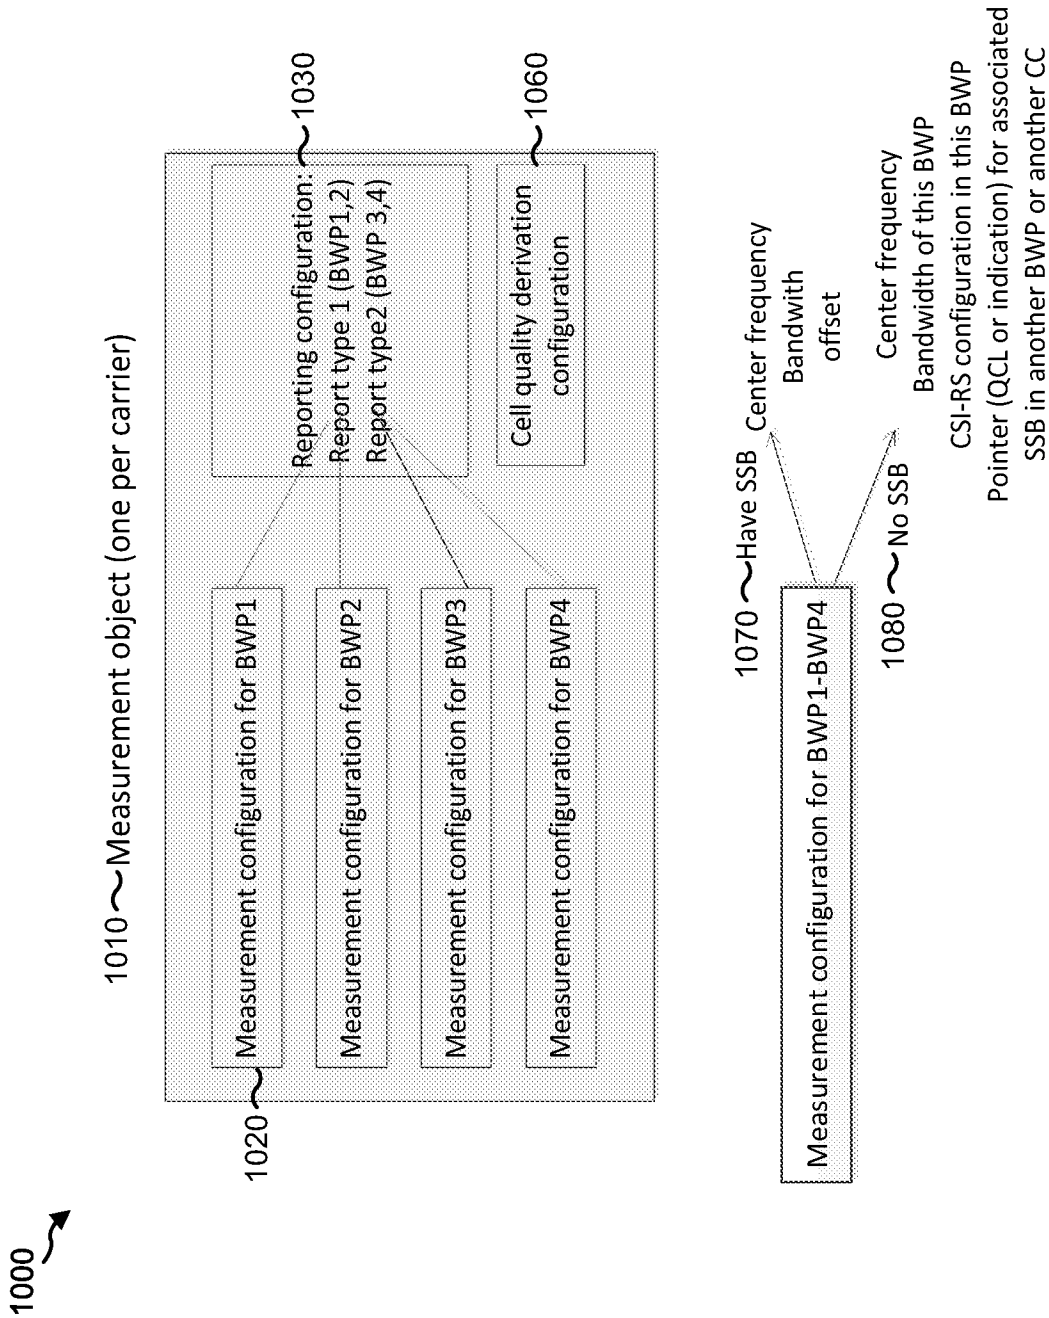 1000
1010 Measurement object (one per carrier)
1020
Measurement configuration for BWP1
Measurement configuration for BWP2
Measurement configuration for BWP3
Measurement configuration for BWP4
1030
Reporting configuration:
Report type 1 (BWP1,2)
Report type2 (BWP 3,4)
1060
Cell quality derivation
configuration
Measurement configuration for BWP1-BWP4
1070 Have SSB
Center frequency
Bandwith
offset
1080 No SSB
Center frequency
Bandwidth of this BWP
CSI-RS configuration in this BWP
Pointer (QCL or indication) for associated
SSB in another BWP or another CC